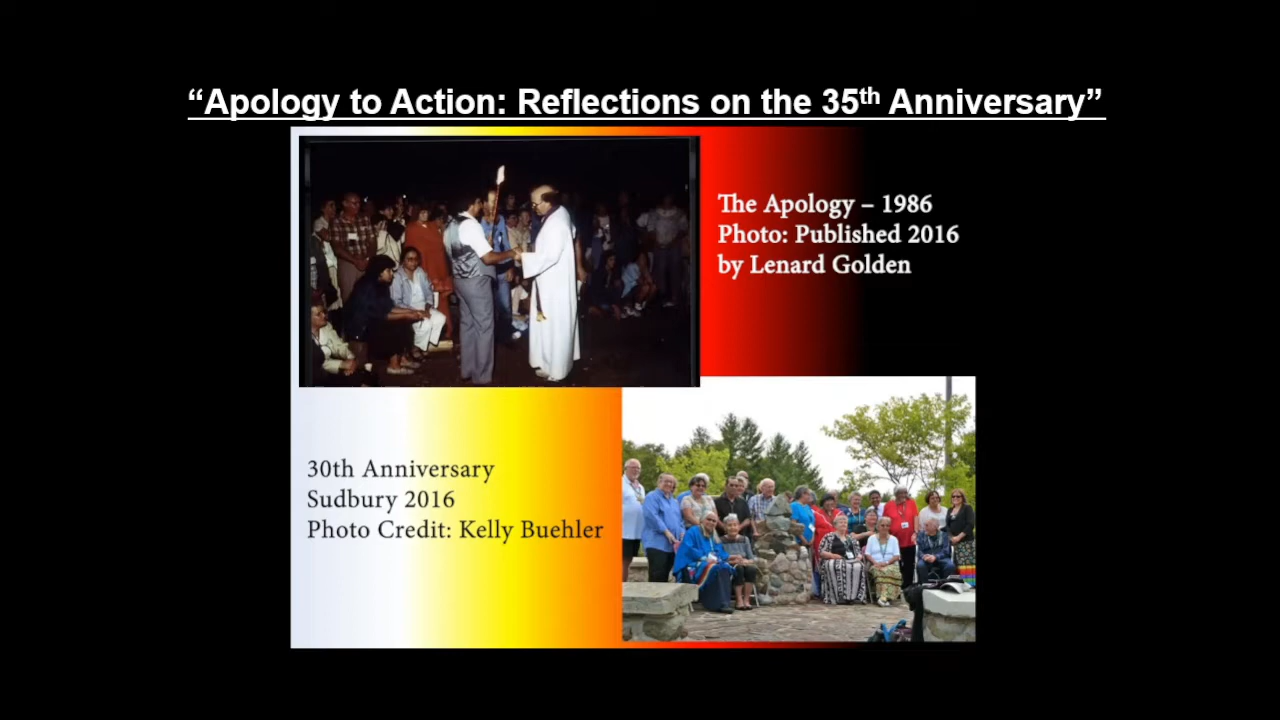 “Apology to Action: Reflections on the 35th Anniversary”
The Apology – 1986
Photo: Published 2016
by Lenard Golden
30th Anniversary
Sudbury 2016
Photo Credit: Kelly Buehler